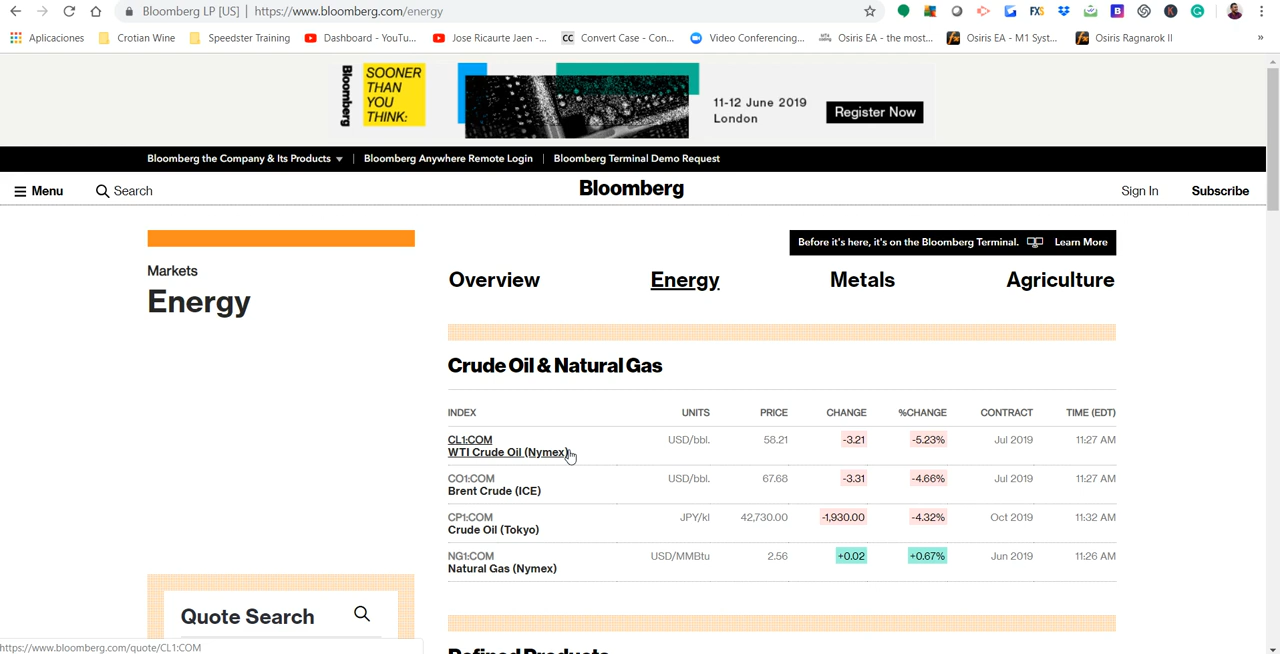 Bloomberg LP [US] | https://www.bloomberg.com/energy
Aplicaciones Crotian Wine Speedster Training Dashboard - YouTu... Jose Ricaurte Jaen -... CC Convert Case - Con... Video Conferencing... Osiris EA - the most... Osiris EA - M1 Syst... Osiris Ragnarok II »
Bloomberg
SOONER
THAN
YOU
THINK:
11-12 June 2019
London
Register Now
Bloomberg the Company & Its Products | Bloomberg Anywhere Remote Login | Bloomberg Terminal Demo Request
Menu Search Bloomberg Sign In Subscribe
Before it's here, it's on the Bloomberg Terminal. Learn More
Markets
Energy
Overview Energy Metals Agriculture
Crude Oil & Natural Gas
INDEX UNITS PRICE CHANGE %CHANGE CONTRACT TIME (EDT)
CL1:COM USD/bbl. 58.21 -3.21 -5.23% Jul 2019 11:27 AM
WTI Crude Oil (Nymex)
CO1:COM USD/bbl. 67.68 -3.31 -4.66% Jul 2019 11:27 AM
Brent Crude (ICE)
CP1:COM JPY/kl 42,730.00 -1,930.00 -4.32% Oct 2019 11:32 AM
Crude Oil (Tokyo)
NG1:COM USD/MMBtu 2.56 +0.02 +0.67% Jun 2019 11:26 AM
Natural Gas (Nymex)
Quote Search
Refined Products
https://www.bloomberg.com/quote/CL1:COM